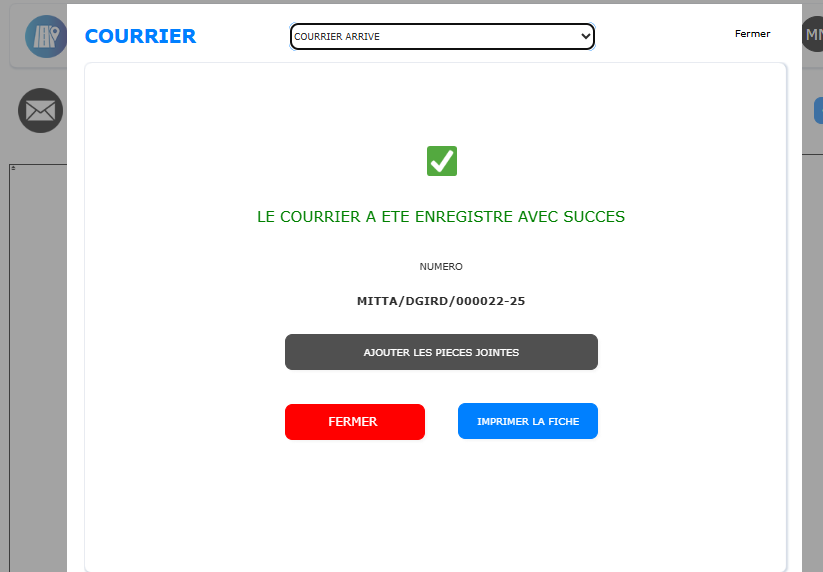 COURRIER
COURRIER ARRIVE
Fermer
MN
LE COURRIER A ETE ENREGISTRE AVEC SUCCES
NUMERO
MITTA/DGIRD/000022-25
AJOUTER LES PIECES JOINTES
FERMER
IMPRIMER LA FICHE